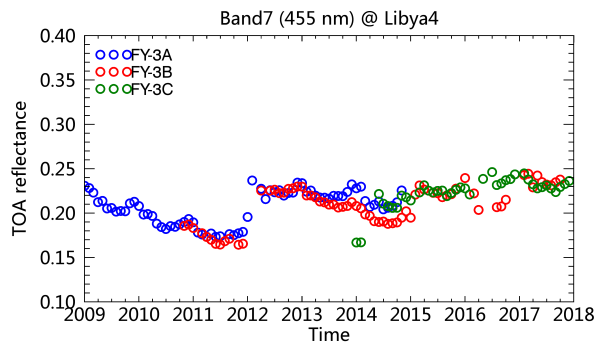 Band7 (455 nm) @ Libya4
0.40
FY-3A
FY-3B
FY-3C
0.35
0.30
0.25
0.20
0.15
0.10
TOA reflectance
2009 2010 2011 2012 2013 2014 2015 2016 2017 2018
Time